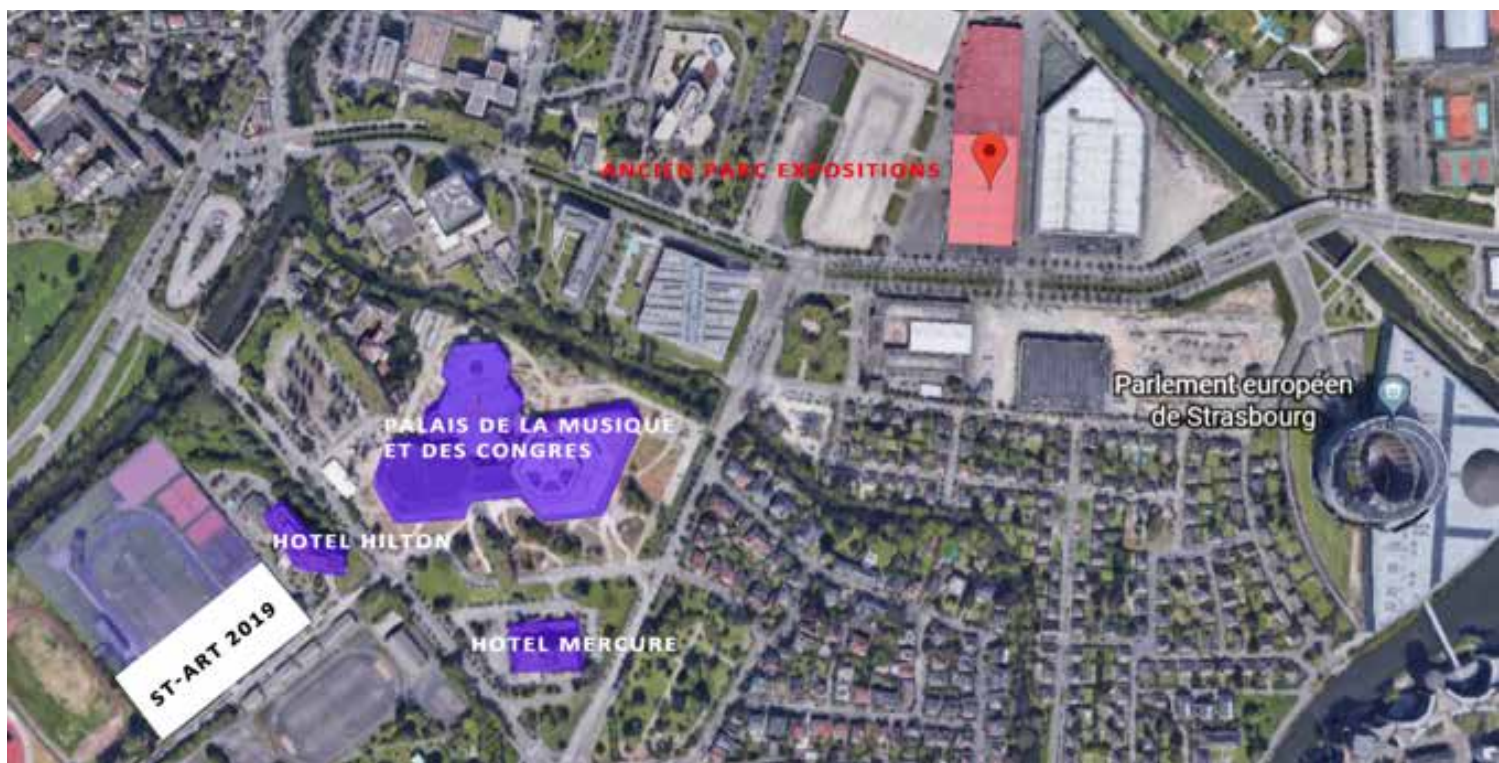 ANCIEN PARC EXPOSITIONS
Parlement européen
de Strasbourg
PALAIS DE LA MUSIQUE
ET DES CONGRES
HOTEL HILTON
ST-ART 2019
HOTEL MERCURE